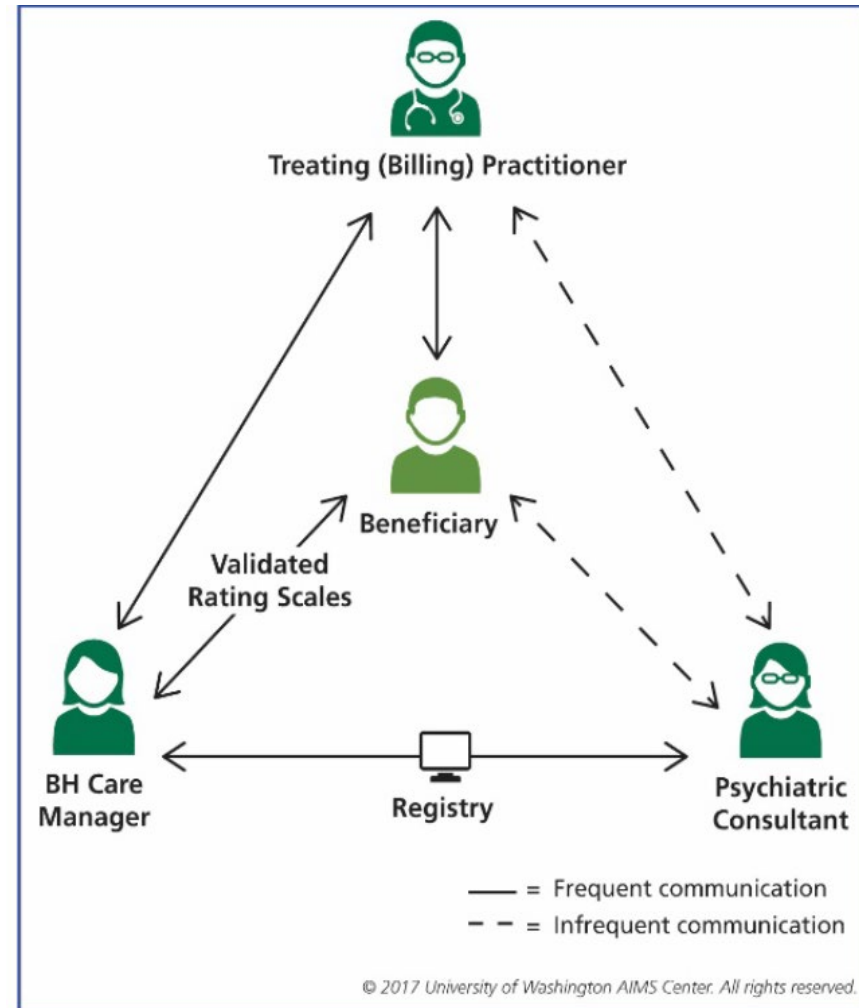 Treating (Billing) Practitioner
Beneficiary
Validated
Rating Scales
BH Care
Manager
Registry
Psychiatric
Consultant
= Frequent communication
= Infrequent communication
© 2017 University of Washington AIMS Center. All rights reserved.